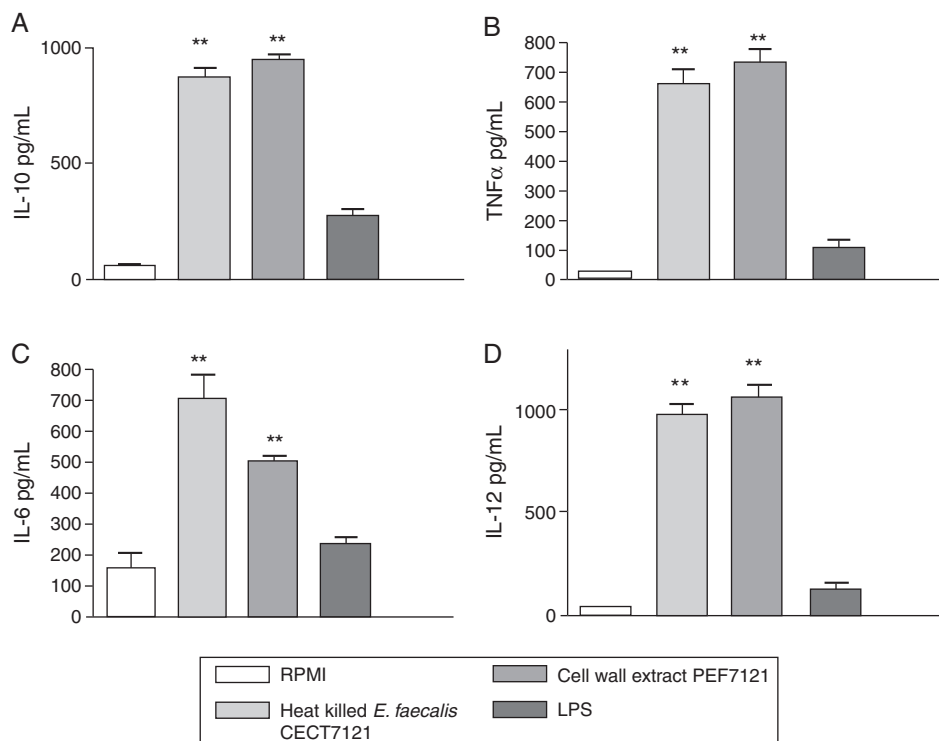 A
IL-10 pg/mL
1000
500
0
**
**
B
TNFα pg/mL
800
700
600
500
400
300
200
100
0
**
**
C
IL-6 pg/mL
800
700
600
500
400
300
200
100
0
**
**
D
IL-12 pg/mL
1000
500
0
**
**
RPMI
Heat killed E. faecalis
CECT7121
Cell wall extract PEF7121
LPS